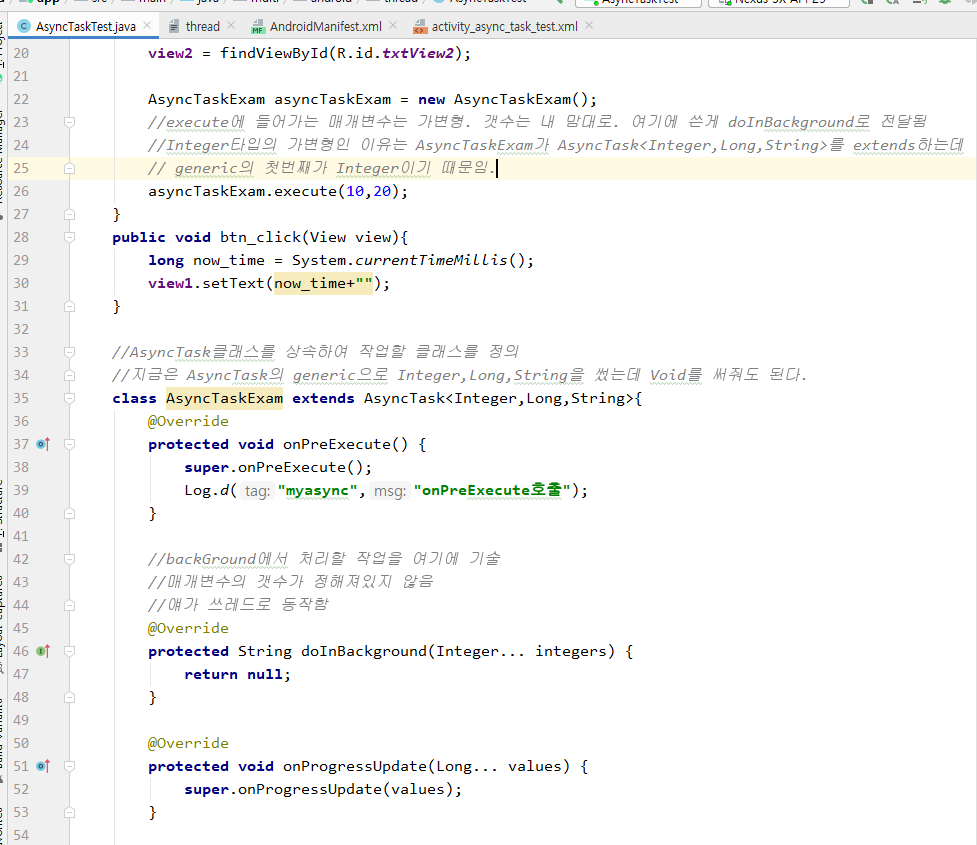 AsyncTaskTest.java
thread
AndroidManifest.xml
activity_async_task_test.xml
20 view2 = findViewById(R.id.txtView2);
21
22 AsyncTaskExam asyncTaskExam = new AsyncTaskExam();
23 //execute에 들어가는 매개변수는 가변형. 갯수는 내 맘대로. 여기에 쓴게 doInBackground로 전달됨
24 //Integer타입의 가변형인 이유는 AsyncTaskExam가 AsyncTask<Integer,Long,String>를 extends하는데
25 // generic의 첫번째가 Integer이기 때문임.
26 asyncTaskExam.execute(10,20);
27 }
28 public void btn_click(View view){
29 long now_time = System.currentTimeMillis();
30 view1.setText(now_time+"");
31 }
32
33 //AsyncTask클래스를 상속하여 작업할 클래스를 정의
34 //지금은 AsyncTask의 generic으로 Integer,Long,String을 썼는데 Void를 써줘도 된다.
35 class AsyncTaskExam extends AsyncTask<Integer,Long,String>{
36 @Override
37 protected void onPreExecute() {
38 super.onPreExecute();
39 Log.d( tag: "myasync", msg: "onPreExecute호출");
40 }
41
42 //backGround에서 처리할 작업을 여기에 기술
43 //매개변수의 갯수가 정해져있지 않음
44 //얘가 쓰레드로 동작함
45 @Override
46 protected String doInBackground(Integer... integers) {
47 return null;
48 }
49
50 @Override
51 protected void onProgressUpdate(Long... values) {
52 super.onProgressUpdate(values);
53 }
54